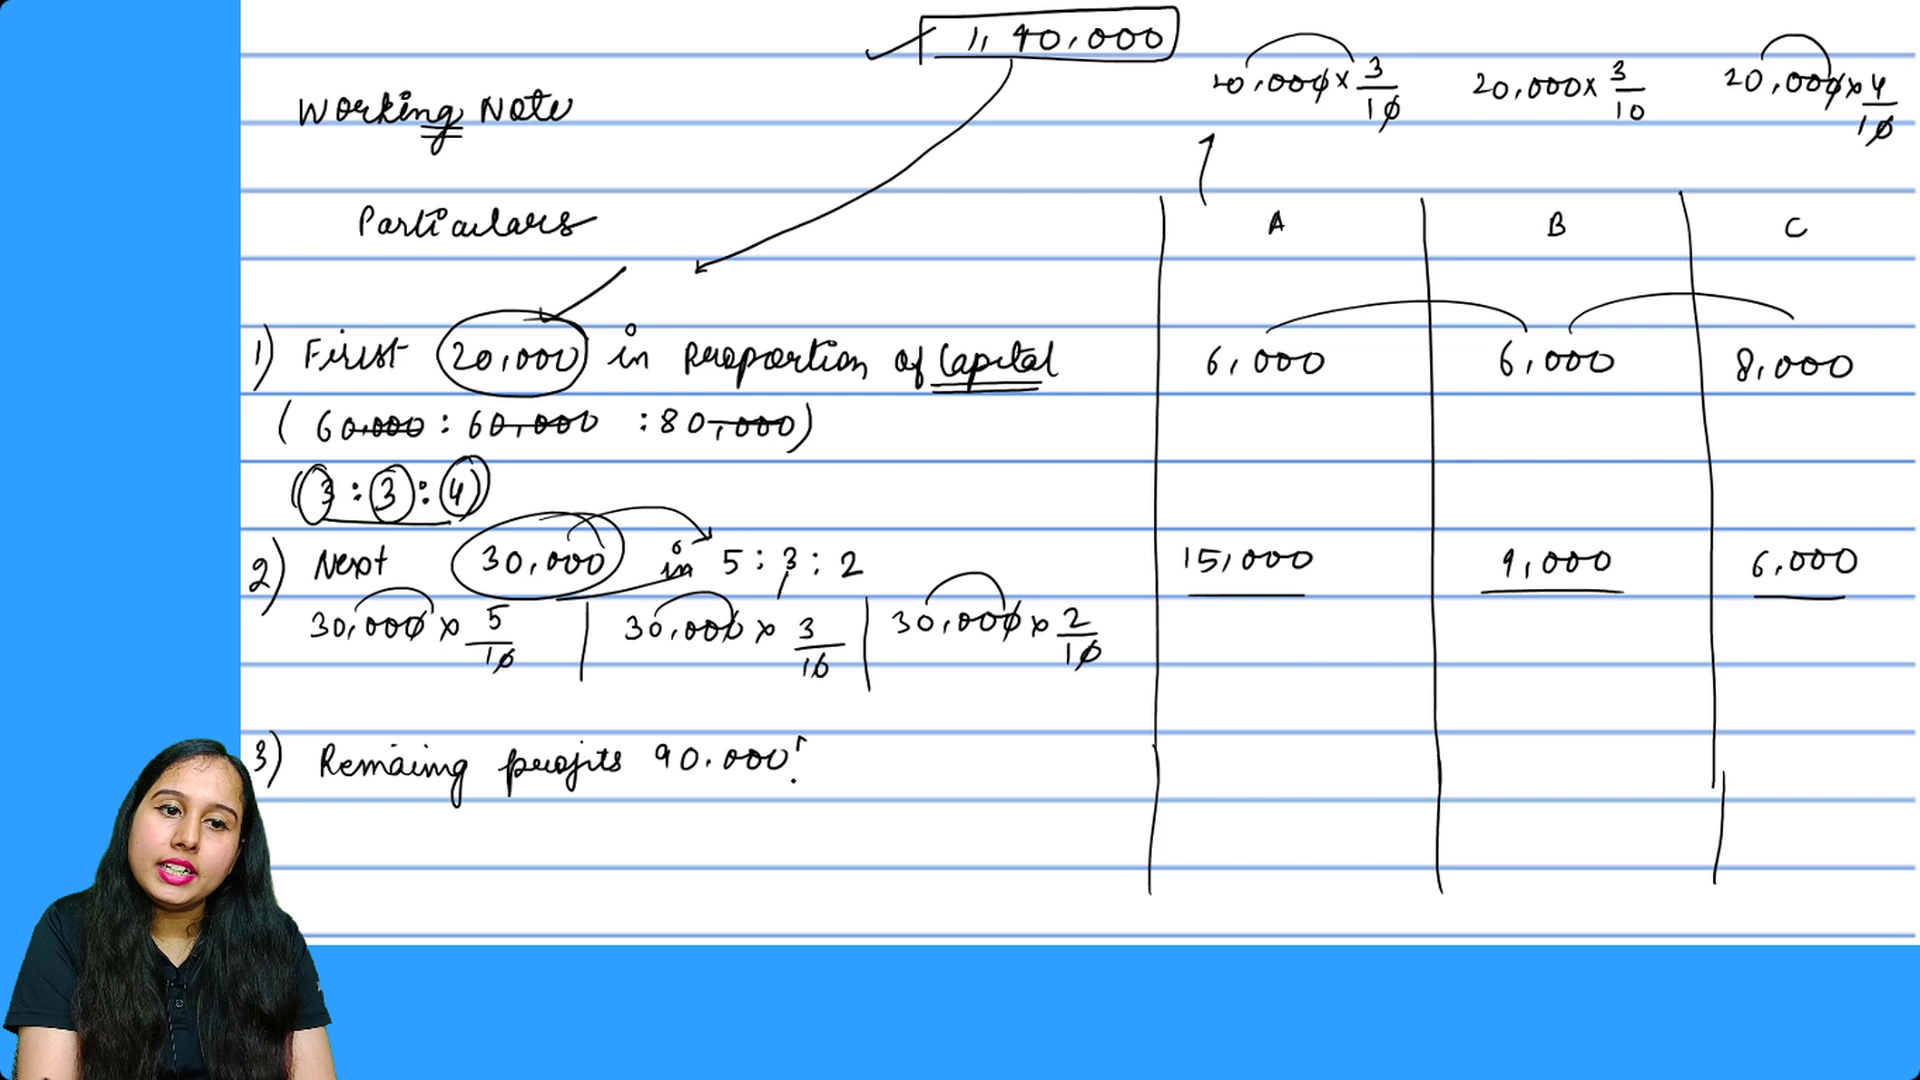 1,40,000
20,000 x 3/10 20,000 x 3/10 20,000 x 4/10
Working Note
Particulars A B C
1) First 20,000 in Proportion of Capital 6,000 6,000 8,000
( 60,000 : 60,000 : 80,000 )
(3 : 3 : 4)
2) Next 30,000 in 5 : 3 : 2 15,000 9,000 6,000
30,000 x 5/10 | 30,000 x 3/10 | 30,000 x 2/10
3) Remaing profits 90,000